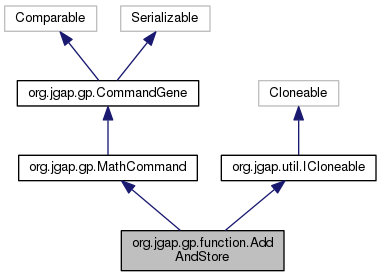 Comparable
Serializable
org.jgap.gp.CommandGene
Cloneable
org.jgap.gp.MathCommand
org.jgap.util.ICloneable
org.jgap.gp.function.Add
AndStore